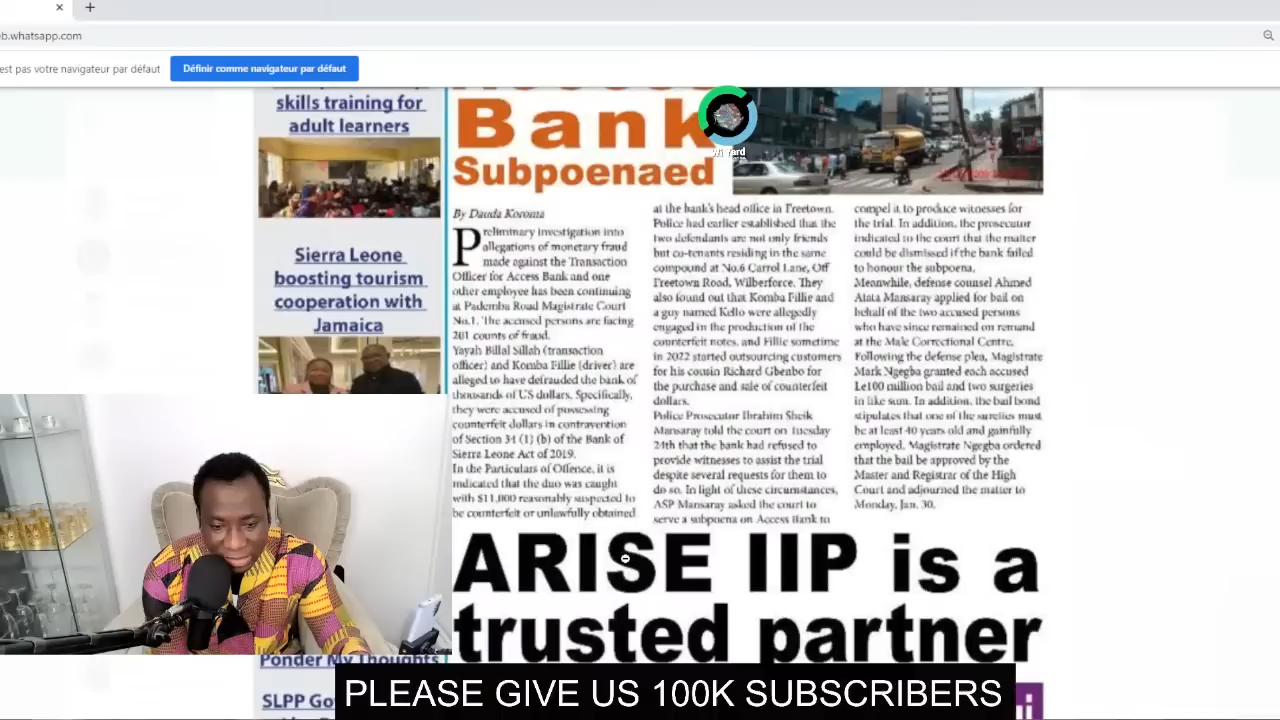 b.whatsapp.com
est pas votre navigateur par défaut
Définir comme navigateur par défaut
skills training for
adult learners
Sierra Leone
boosting tourism
cooperation with
Jamaica
Bank
Subpoenaed
By Dauda Koroma
Preliminary investigation into
allegations of monetary fraud
made against the Transaction
Officer for Access Bank and one
other employee has been continuing
at Pademba Road Magistrate Court
No.1. The accused persons are facing
201 counts of fraud.
Yayah Billal Sillah (transaction
officer) and Komba Fillie (driver) are
alleged to have defrauded the bank of
thousands of US dollars. Specifically,
they were accused of possessing
counterfeit dollars in contravention
of Section 34 (1) (b) of the Bank of
Sierra Leone Act of 2019.
In the Particulars of Offence, it is
indicated that the duo was caught
with $11,000 reasonably suspected to
be counterfeit or unlawfully obtained
at the bank's head office in Freetown.
Police had earlier established that the
two defendants are not only friends
but co-tenants residing in the same
compound at No.6 Carrol Lane, Off
Freetown Road, Wilberforce. They
also found out that Komba Fillie and
a guy named Kello were allegedly
engaged in the production of the
counterfeit notes, and Fillie sometime
in 2022 started outsourcing customers
for his cousin Richard Gbenbo for
the purchase and sale of counterfeit
dollars.
Police Prosecutor Ibrahim Sheik
Mansaray told the court on Tuesday
24th that the bank had refused to
provide witnesses to assist the trial
despite several requests for them to
do so. In light of these circumstances,
ASP Mansaray asked the court to
serve a subpoena on Access Bank to
compel it to produce witnesses for
the trial. In addition, the prosecutor
indicated to the court that the matter
could be dismissed if the bank failed
to honour the subpoena.
Meanwhile, defense counsel Ahmed
Alata Mansaray applied for bail on
behalf of the two accused persons
who have since remained on remand
at the Male Correctional Centre.
Following the defense plea, Magistrate
Mark Ngegba granted each accused
Le100 million bail and two surgeries
in like sum. In addition, the bail bond
stipulates that one of the sureties must
be at least 40 years old and gainfully
employed. Magistrate Ngegba ordered
that the bail be approved by the
Master and Registrar of the High
Court and adjourned the matter to
Monday, Jan. 30.
ARISE IIP is a
trusted partner
Ponder My Thoughts
SLPP Go
PLEASE GIVE US 100K SUBSCRIBERS